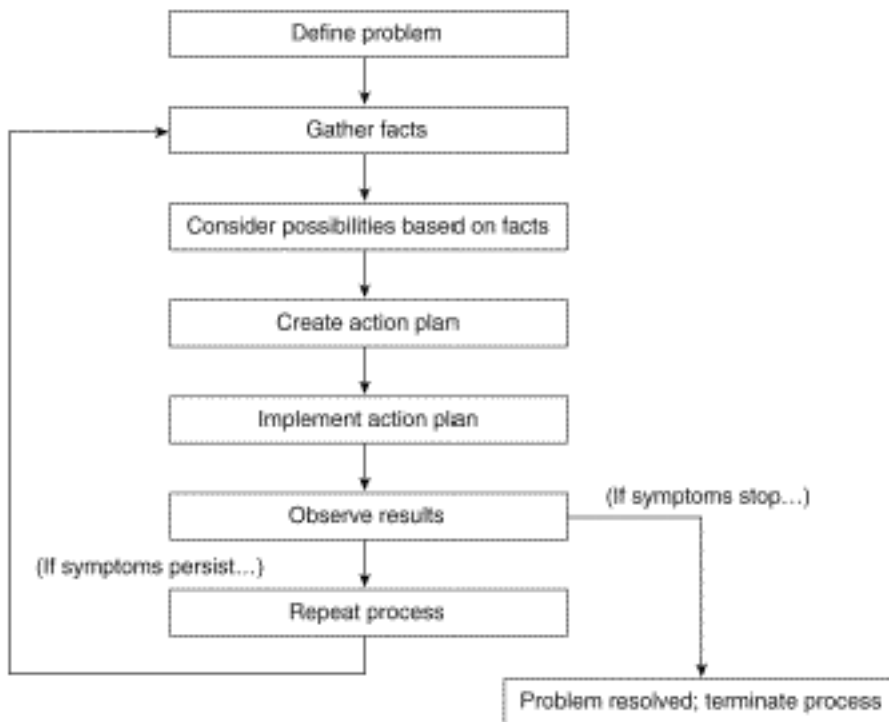 Define problem
Gather facts
Consider possibilities based on facts
Create action plan
Implement action plan
(If symptoms stop...)
Observe results
(If symptoms persist...)
Repeat process
Problem resolved; terminate process